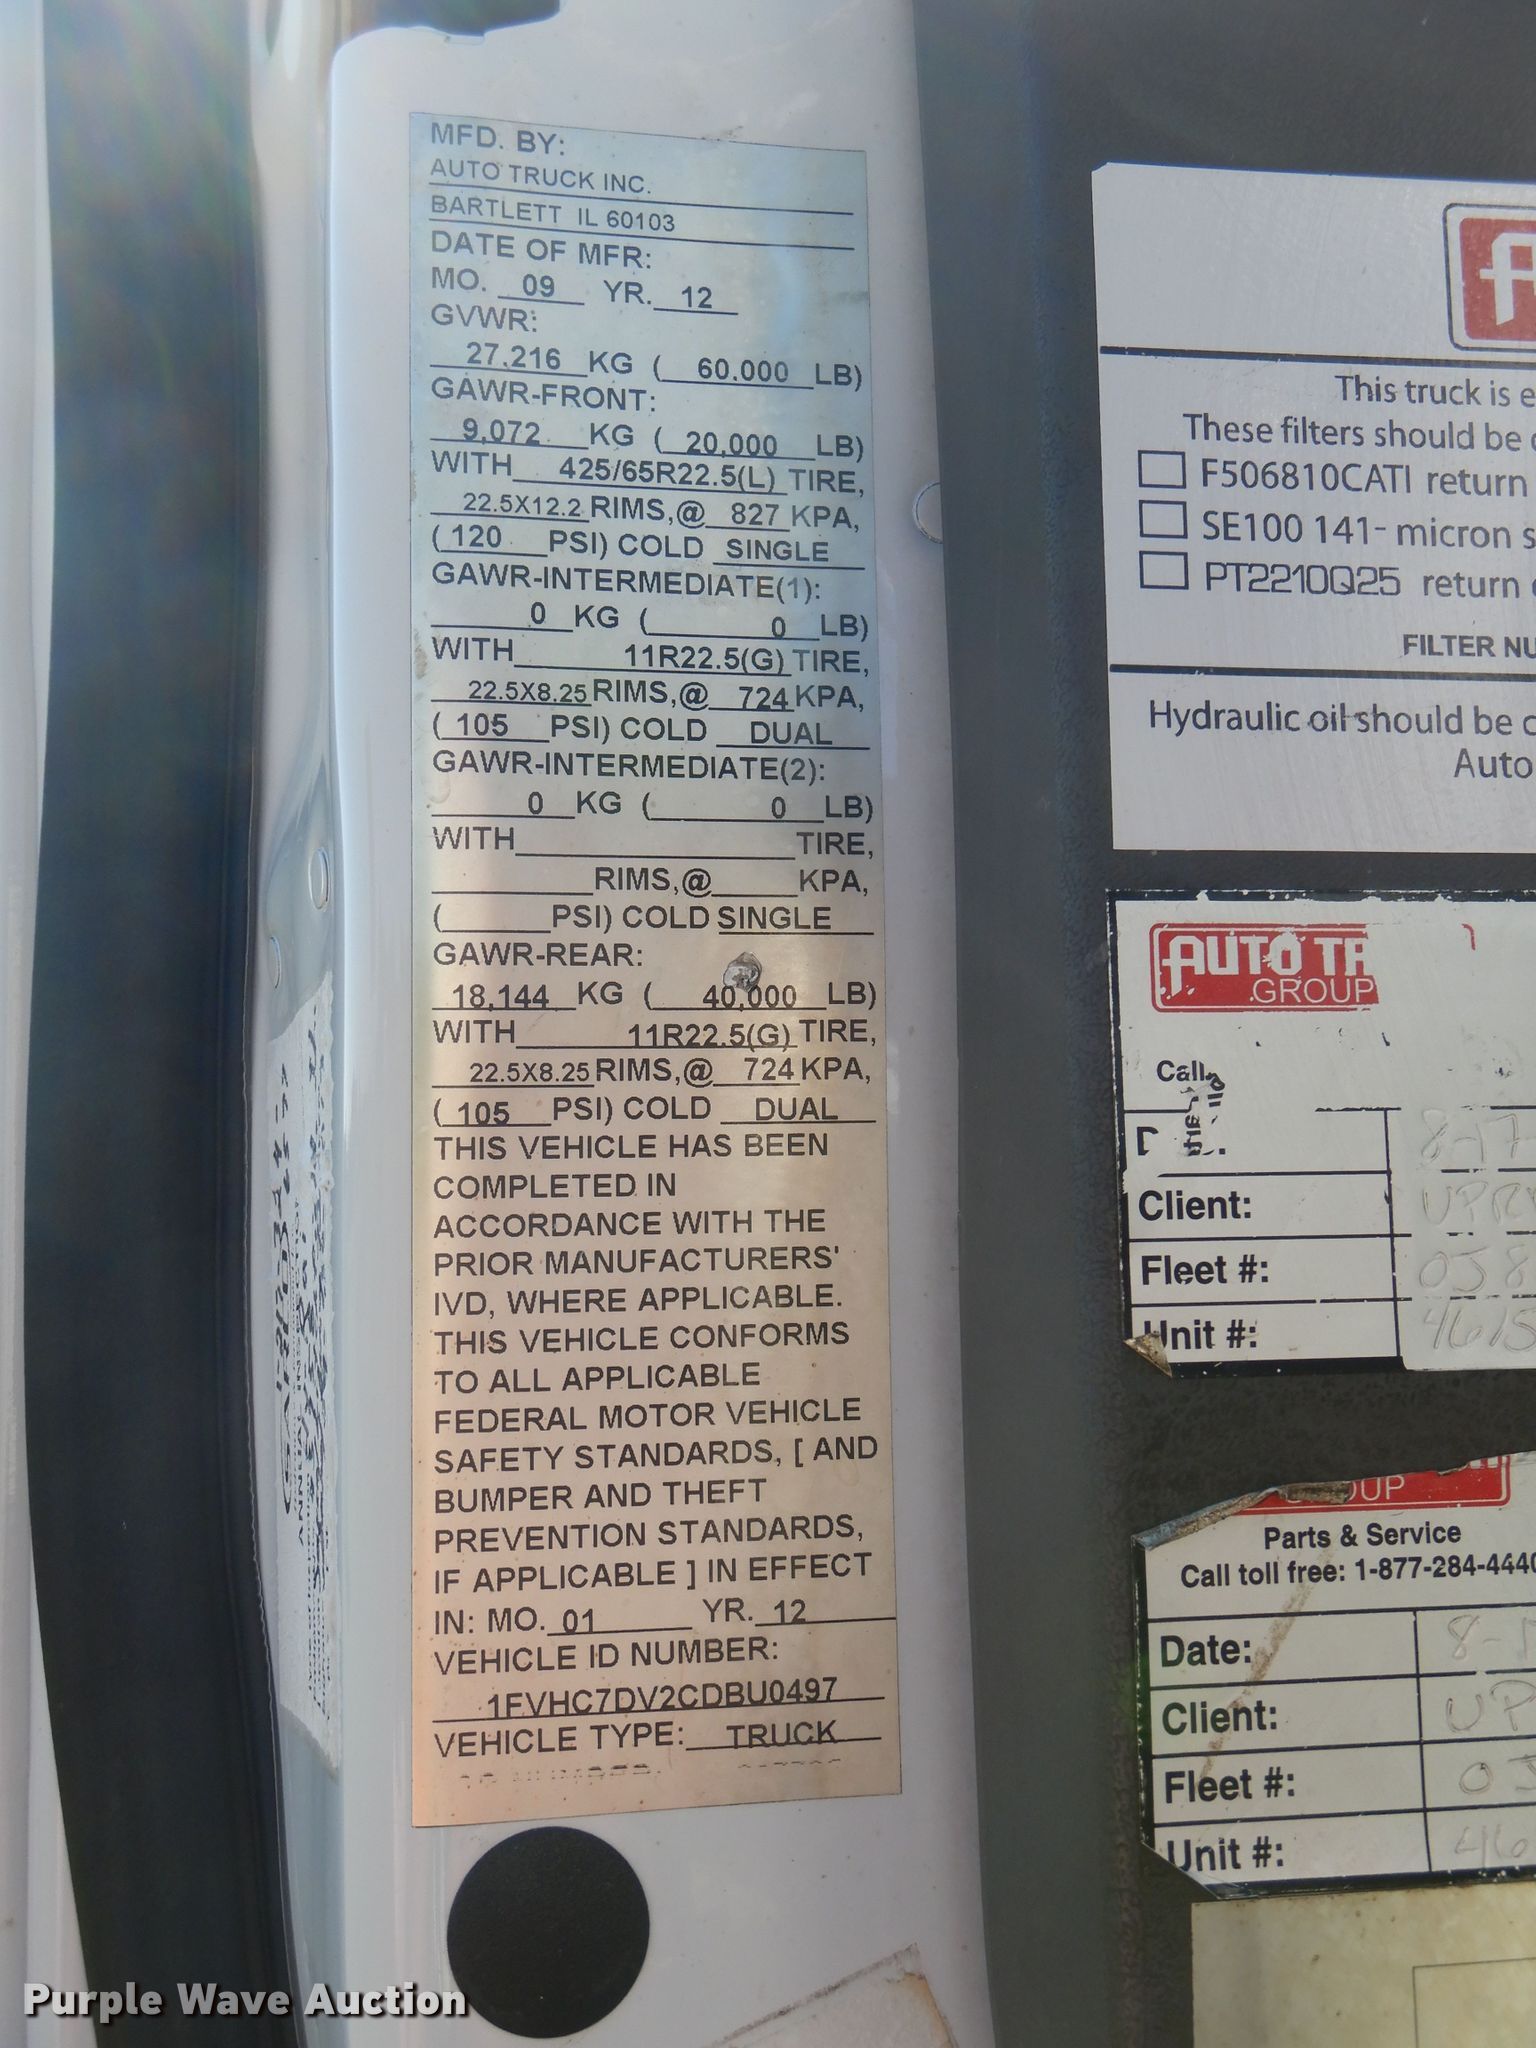 MFD. BY:
AUTO TRUCK INC.
BARTLETT IL 60103
DATE OF MFR:
MO. 09 YR. 12
GVWR:
27.216 KG ( 60.000 LB)
GAWR-FRONT:
9,072 KG ( 20,000 LB)
WITH 425/65R22.5(L) TIRE,
22.5X12.2 RIMS,@ 827 KPA,
( 120 PSI) COLD SINGLE
GAWR-INTERMEDIATE(1):
0 KG ( 0 LB)
WITH 11R22.5(G) TIRE,
22.5X8.25 RIMS,@ 724 KPA,
( 105 PSI) COLD DUAL
GAWR-INTERMEDIATE(2):
0 KG ( 0 LB)
WITH TIRE,
RIMS,@ KPA,
( PSI) COLD SINGLE
GAWR-REAR:
18,144 KG ( 40,000 LB)
WITH 11R22.5(G) TIRE,
22.5X8.25 RIMS,@ 724 KPA,
( 105 PSI) COLD DUAL
THIS VEHICLE HAS BEEN
COMPLETED IN
ACCORDANCE WITH THE
PRIOR MANUFACTURERS'
IVD, WHERE APPLICABLE.
THIS VEHICLE CONFORMS
TO ALL APPLICABLE
FEDERAL MOTOR VEHICLE
SAFETY STANDARDS, [ AND
BUMPER AND THEFT
PREVENTION STANDARDS,
IF APPLICABLE ] IN EFFECT
IN: MO. 01 YR. 12
VEHICLE ID NUMBER:
1FVHC7DV2CDBU0497
VEHICLE TYPE: TRUCK
This truck is
These filters should be
F506810CATI return
SE100 141- micron
PT2210Q25 return
FILTER
Hydraulic oil should be
Auto
AUTO
GROUP
Call
Client:
Fleet #:
Unit #:
Parts & Service
Call toll free: 1-877-284-4440
Date:
Client:
Fleet #:
Unit #:
Purple Wave Auction